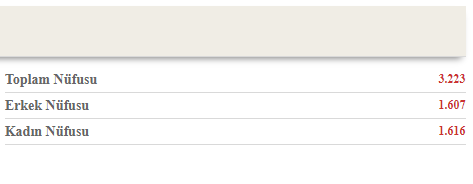 Toplam Nüfusu 3.223
Erkek Nüfusu 1.607
Kadın Nüfusu 1.616